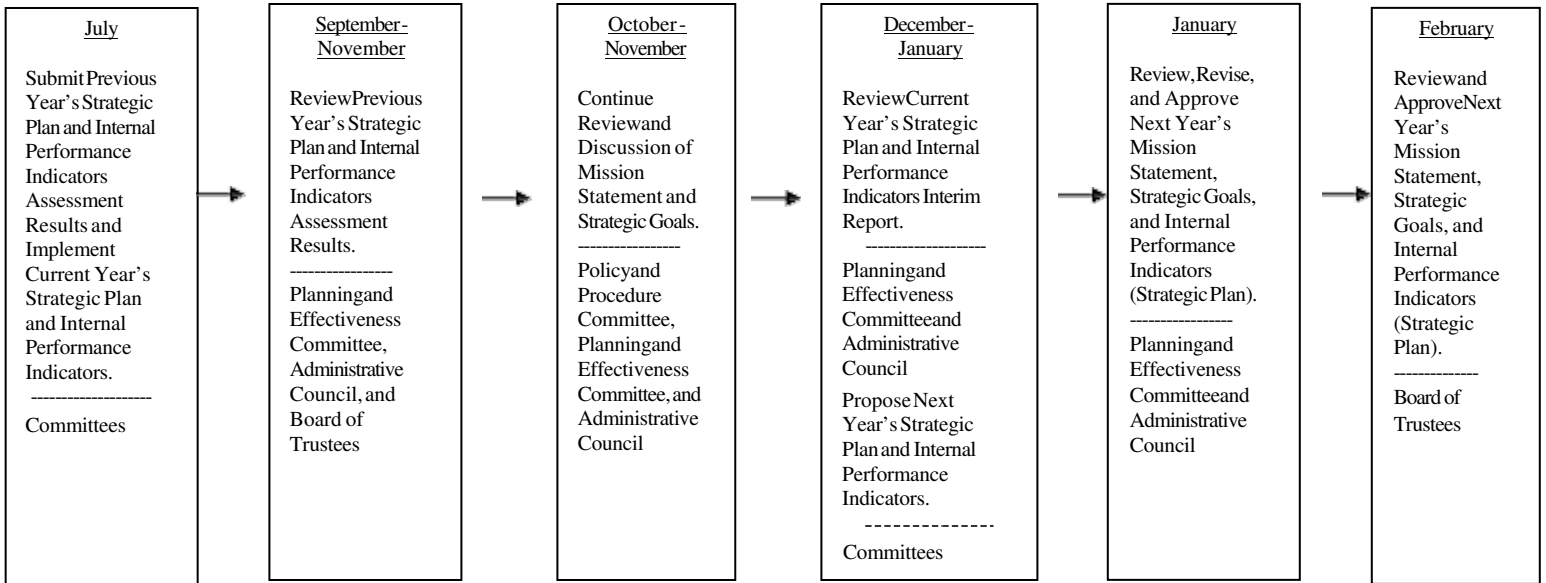 July
Submit Previous
Year's Strategic
Plan and Internal
Performance
Indicators
Assessment
Results and
Implement
Current Year's
Strategic Plan
and Internal
Performance
Indicators.
--------------------
Committees
September-
November
Review Previous
Year's Strategic
Plan and Internal
Performance
Indicators
Assessment
Results.
-----------------
Planning and
Effectiveness
Committee,
Administrative
Council, and
Board of
Trustees
October-
November
Continue
Review and
Discussion of
Mission
Statement and
Strategic Goals.
-----------------
Policy and
Procedure
Committee,
Planning and
Effectiveness
Committee, and
Administrative
Council
December-
January
Review Current
Year's Strategic
Plan and Internal
Performance
Indicators Interim
Report.
--------------------
Planning and
Effectiveness
Committee and
Administrative
Council
Propose Next
Year's Strategic
Plan and Internal
Performance
Indicators.
--------------
Committees
January
Review, Revise,
and Approve
Next Year's
Mission
Statement,
Strategic Goals,
and Internal
Performance
Indicators
(Strategic Plan).
-----------------
Planning and
Effectiveness
Committee and
Administrative
Council
February
Review and
Approve Next
Year's
Mission
Statement,
Strategic
Goals, and
Internal
Performance
Indicators
(Strategic
Plan).
--------------
Board of
Trustees